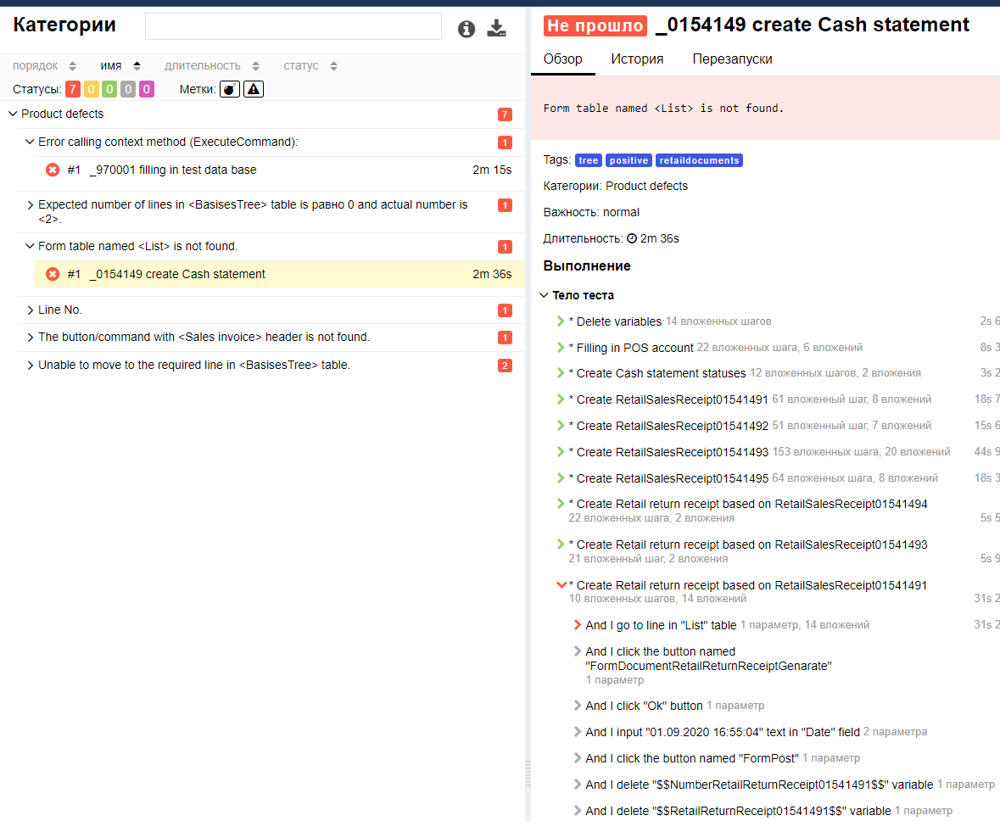 Категории
порядок имя длительность статус
Статусы: 7 0 0 0 0 Метки:
Product defects 7
Error calling context method (ExecuteCommand): 1
#1 _970001 filling in test data base 2m 15s
Expected number of lines in <BasisesTree> table is равно 0 and actual number is 1
<2>.
Form table named <List> is not found. 1
#1 _0154149 create Cash statement 2m 36s
Line No. 1
The button/command with <Sales invoice> header is not found. 1
Unable to move to the required line in <BasisesTree> table. 2
Не прошло _0154149 create Cash statement
Обзор История Перезапуски
Form table named <List> is not found.
Tags: tree positive retaildocuments
Категории: Product defects
Важность: normal
Длительность: 2m 36s
Выполнение
Тело теста
* Delete variables 14 вложенных шагов 2s 6
* Filling in POS account 22 вложенных шага, 6 вложений 8s 3
* Create Cash statement statuses 12 вложенных шагов, 2 вложения 3s 2
* Create RetailSalesReceipt01541491 61 вложенный шаг, 8 вложений 18s 7
* Create RetailSalesReceipt01541492 51 вложенный шаг, 7 вложений 15s 6
* Create RetailSalesReceipt01541493 153 вложенных шага, 20 вложений 44s 9
* Create RetailSalesReceipt01541495 64 вложенных шага, 8 вложений 18s 3
* Create Retail return receipt based on RetailSalesReceipt01541494
22 вложенных шага, 2 вложения 5s 5
* Create Retail return receipt based on RetailSalesReceipt01541493
21 вложенный шаг, 2 вложения 5s 9
* Create Retail return receipt based on RetailSalesReceipt01541491
10 вложенных шагов, 14 вложений 31s 2
And I go to line in "List" table 1 параметр, 14 вложений 31s 2
And I click the button named
"FormDocumentRetailReturnReceiptGenarate"
1 параметр
And I click "Ok" button 1 параметр
And I input "01.09.2020 16:55:04" text in "Date" field 2 параметра
And I click the button named "FormPost" 1 параметр
And I delete "$$NumberRetailReturnReceipt01541491$$" variable 1 параметр
And I delete "$$RetailReturnReceipt01541491$$" variable 1 параметр